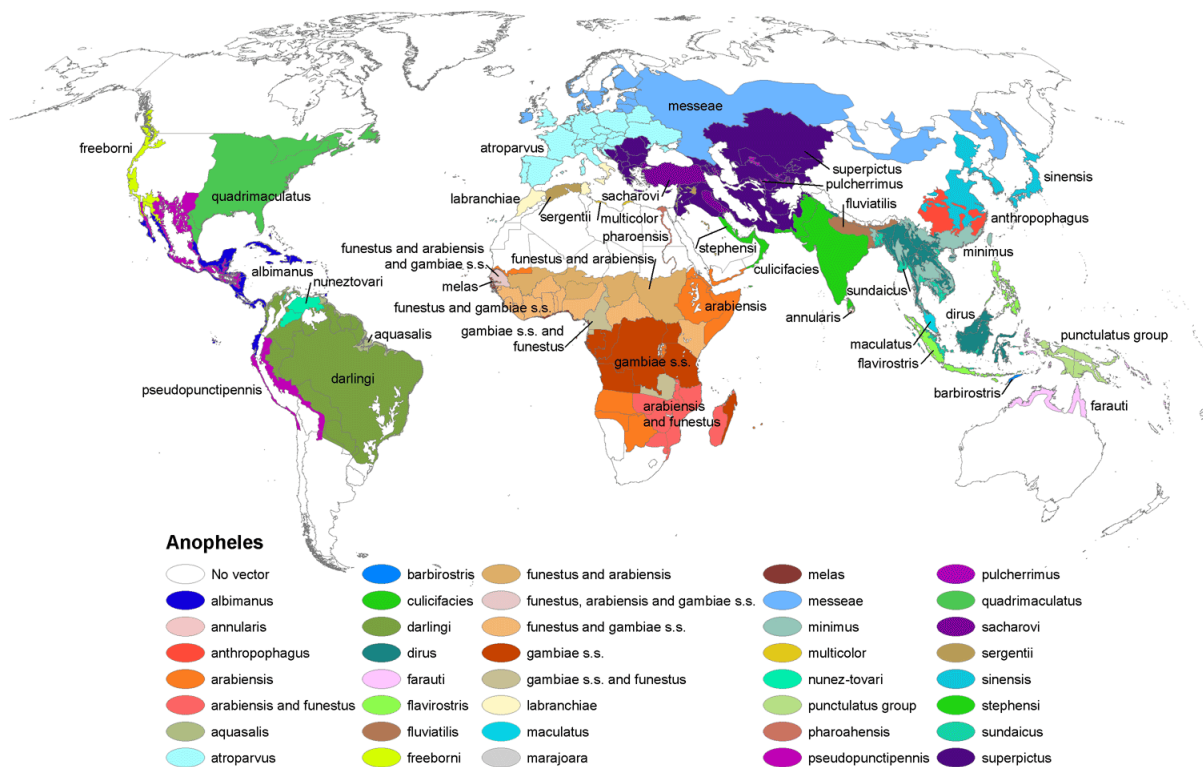 messeae
freeborni
atroparvus
superpictus
quadrimaculatus
sacharovi
pulcherrimus
sinensis
labranchiae
sergentii
multicolor
fluviatilis
anthropophagus
pharoensis
stephensi
funestus and arabiensis
and gambiae s.s.
funestus and arabiensis
minimus
albimanus
nuneztovari
melas
culicifacies
sundaicus
funestus and gambiae s.s.
arabiensis
annularis
dirus
aquasalis
gambiae s.s. and
funestus
maculatus
punctulatus group
gambiae s.s.
flavirostris
darlingi
pseudopunctipennis
barbirostris
arabiensis
and funestus
farauti
Anopheles
No vector
albimanus
annularis
anthropophagus
arabiensis
arabiensis and funestus
aquasalis
atroparvus
barbirostris
culicifacies
darlingi
dirus
farauti
flavirostris
fluviatilis
freeborni
funestus and arabiensis
funestus, arabiensis and gambiae s.s.
funestus and gambiae s.s.
gambiae s.s.
gambiae s.s. and funestus
labranchiae
maculatus
marajoara
melas
messeae
minimus
multicolor
nunez-tovari
punctulatus group
pharoahensis
pseudopunctipennis
pulcherrimus
quadrimaculatus
sacharovi
sergentii
sinensis
stephensi
sundaicus
superpictus